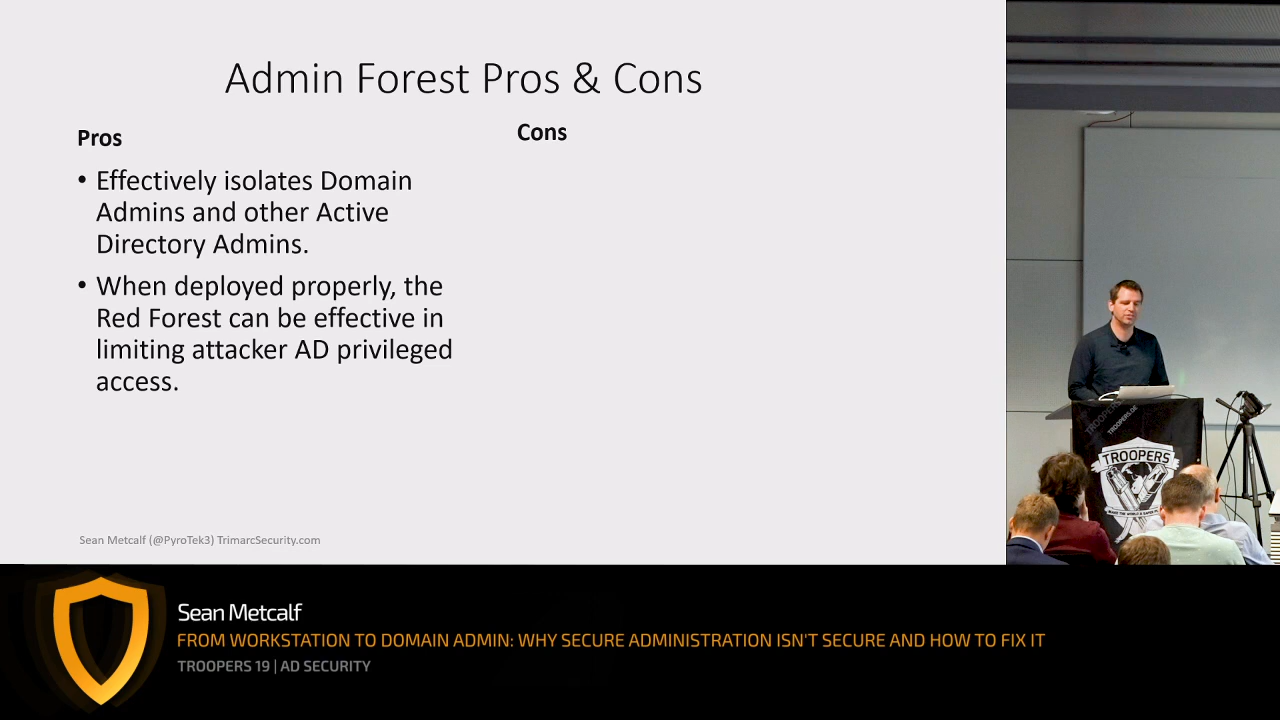 Admin Forest Pros & Cons
Pros
• Effectively isolates Domain
Admins and other Active
Directory Admins.
• When deployed properly, the
Red Forest can be effective in
limiting attacker AD privileged
access.
Cons
Sean Metcalf (@PyroTek3) TrimarcSecurity.com
TROOPERS.DE
TROOPERS
Sean Metcalf
FROM WORKSTATION TO DOMAIN ADMIN: WHY SECURE ADMINISTRATION ISN'T SECURE AND HOW TO FIX IT
TROOPERS 19 | AD SECURITY